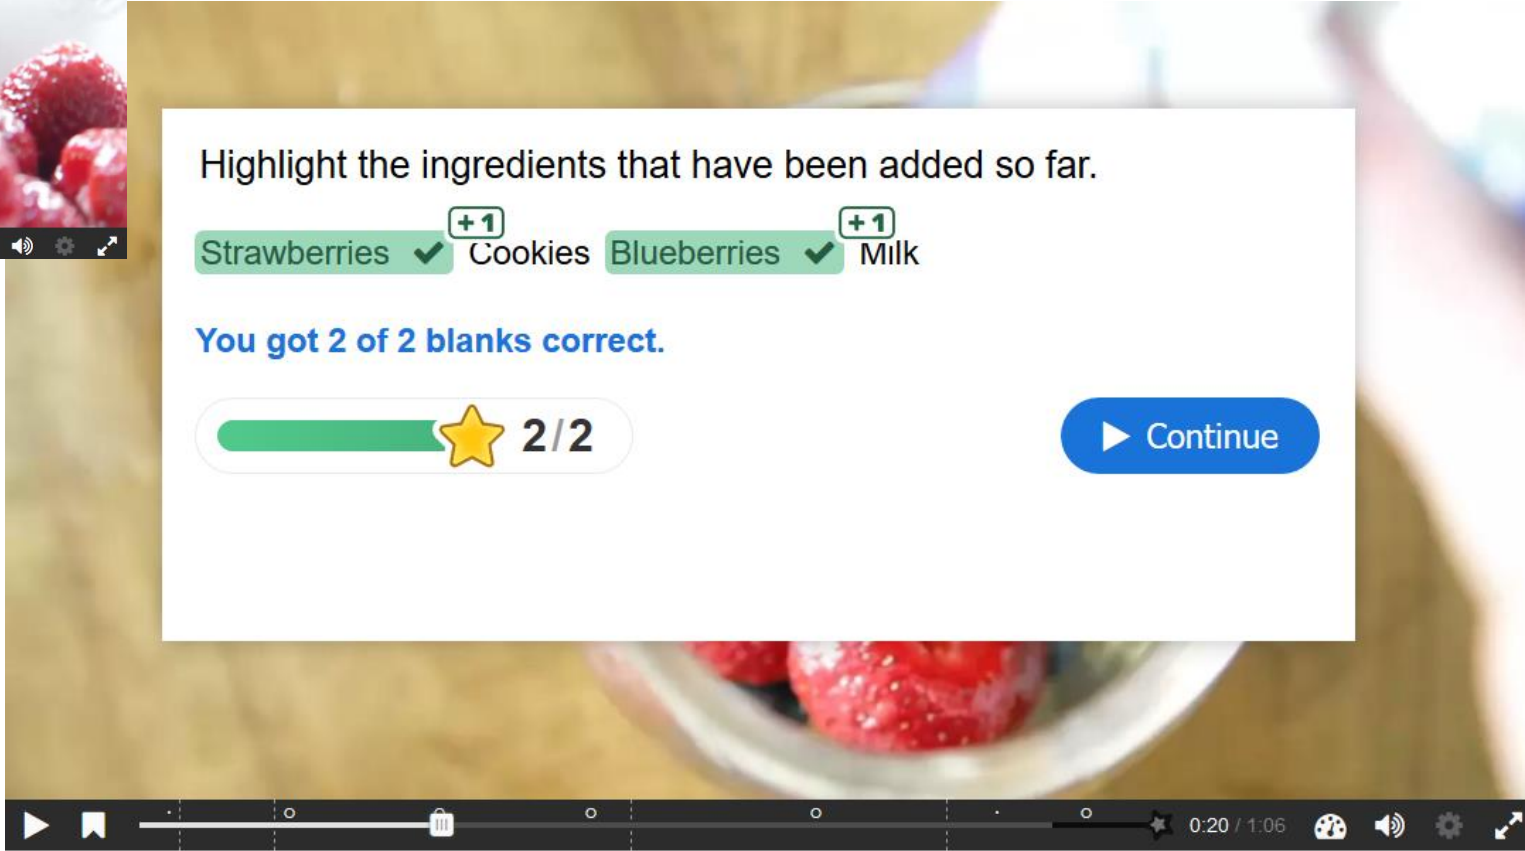 Highlight the ingredients that have been added so far.
+1 +1
Strawberries Cookies Blueberries Milk
You got 2 of 2 blanks correct.
2/2
Continue
0:20 / 1:06